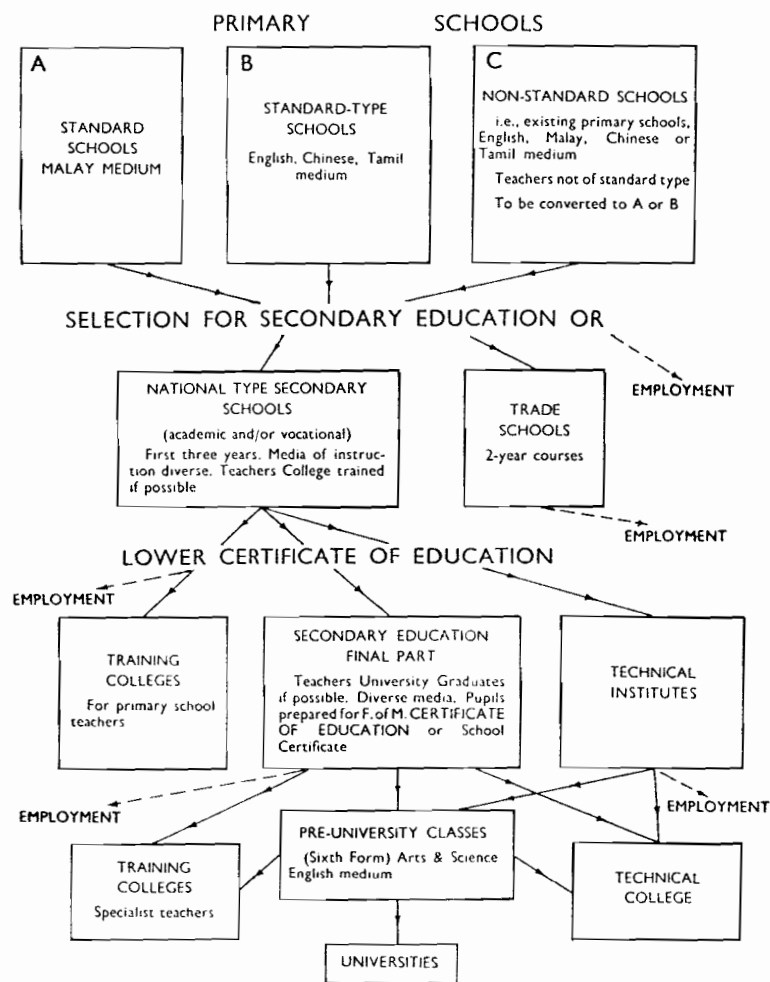 PRIMARY SCHOOLS
A
STANDARD
SCHOOLS
MALAY MEDIUM
B
STANDARD-TYPE
SCHOOLS
English, Chinese, Tamil
medium
C
NON-STANDARD SCHOOLS
i.e., existing primary schools,
English, Malay, Chinese or
Tamil medium
Teachers not of standard type
To be converted to A or B
SELECTION FOR SECONDARY EDUCATION OR
EMPLOYMENT
NATIONAL TYPE SECONDARY
SCHOOLS
(academic and/or vocational)
First three years. Media of instruc-
tion diverse. Teachers College trained
if possible
TRADE
SCHOOLS
2-year courses
EMPLOYMENT
LOWER CERTIFICATE OF EDUCATION
EMPLOYMENT
TRAINING
COLLEGES
For primary school
teachers
SECONDARY EDUCATION
FINAL PART
Teachers University Graduates
if possible. Diverse media. Pupils
prepared for F. of M. CERTIFICATE
OF EDUCATION or School
Certificate
TECHNICAL
INSTITUTES
EMPLOYMENT
EMPLOYMENT
TRAINING
COLLEGES
Specialist teachers
PRE-UNIVERSITY CLASSES
(Sixth Form) Arts & Science
English medium
TECHNICAL
COLLEGE
UNIVERSITIES